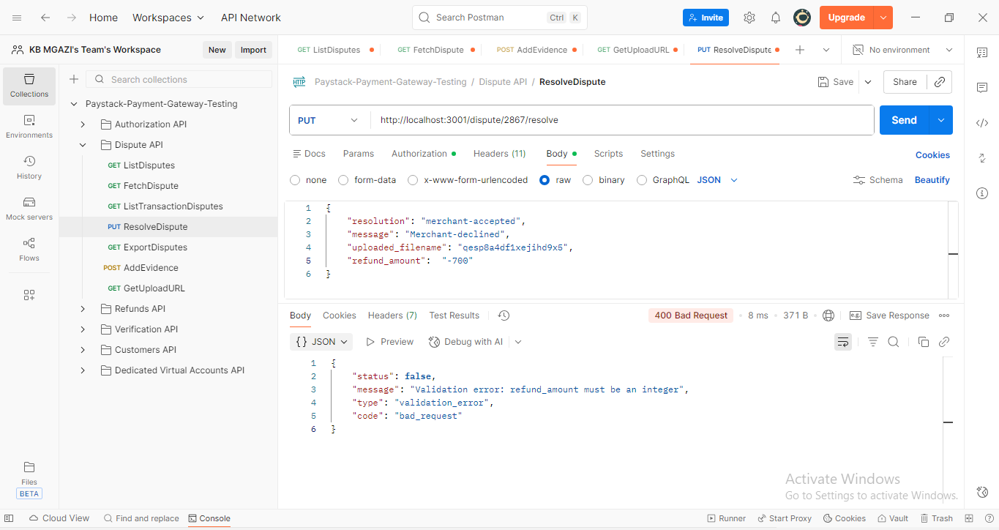 Home Workspaces API Network Search Postman Ctrl K Invite Upgrade
KB MGAZI's Team's Workspace New Import
GET ListDisputes GET FetchDispute POST AddEvidence GET GetUploadURL PUT ResolveDispute No environment
Collections
Environments
History
Mock servers
Flows
Files
BETA
Search collections
Paystack-Payment-Gateway-Testing
Authorization API
Dispute API
GET ListDisputes
GET FetchDispute
GET ListTransactionDisputes
PUT ResolveDispute
GET ExportDisputes
POST AddEvidence
GET GetUploadURL
Refunds API
Verification API
Customers API
Dedicated Virtual Accounts API
HTTP Paystack-Payment-Gateway-Testing / Dispute API / ResolveDispute Save Share
PUT http://localhost:3001/dispute/2867/resolve Send
Docs Params Authorization Headers (11) Body Scripts Settings Cookies
none form-data x-www-form-urlencoded raw binary GraphQL JSON Schema Beautify
1 {
2 "resolution": "merchant-accepted",
3 "message": "Merchant-declined",
4 "uploaded_filename": "qesp8a4df1xejihd9x5",
5 "refund_amount":  "-700"
6 }
Body Cookies Headers (7) Test Results 400 Bad Request 8 ms 371 B e.g. Save Response
{} JSON Preview Debug with AI
1 {
2 "status": false,
3 "message": "Validation error: refund_amount must be an integer",
4 "type": "validation_error",
5 "code": "bad_request"
6 }
Activate Windows
Go to Settings to activate Windows.
Cloud View Find and replace Console Runner Start Proxy Cookies Vault Trash